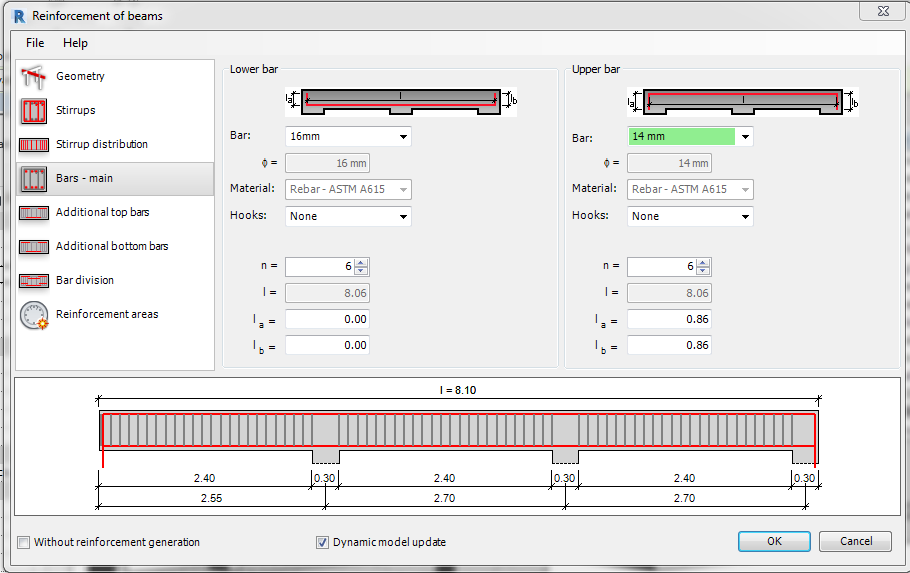 Reinforcement of beams
File Help
Geometry
Stirrups
Stirrup distribution
Bars - main
Additional top bars
Additional bottom bars
Bar division
Reinforcement areas
Lower bar
l
la
lb
Bar: 16mm
ϕ = 16 mm
Material: Rebar - ASTM A615
Hooks: None
n = 6
l = 8.06
l a = 0.00
l b = 0.00
Upper bar
l
la
lb
Bar: 14 mm
ϕ = 14 mm
Material: Rebar - ASTM A615
Hooks: None
n = 6
l = 8.06
l a = 0.86
l b = 0.86
l = 8.10
2.40 0.30 2.40 0.30 2.40 0.30
2.55 2.70 2.70
Without reinforcement generation
Dynamic model update
OK Cancel